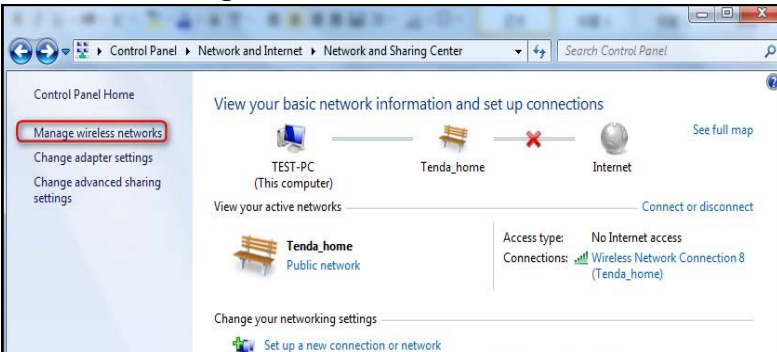 Control Panel ▸ Network and Internet ▸ Network and Sharing Center
Search Control Panel
Control Panel Home
Manage wireless networks
Change adapter settings
Change advanced sharing
settings
View your basic network information and set up connections
See full map
TEST-PC
(This computer)
Tenda_home
Internet
View your active networks
Connect or disconnect
Tenda_home
Public network
Access type: No Internet access
Connections: Wireless Network Connection 8
(Tenda_home)
Change your networking settings
Set up a new connection or network